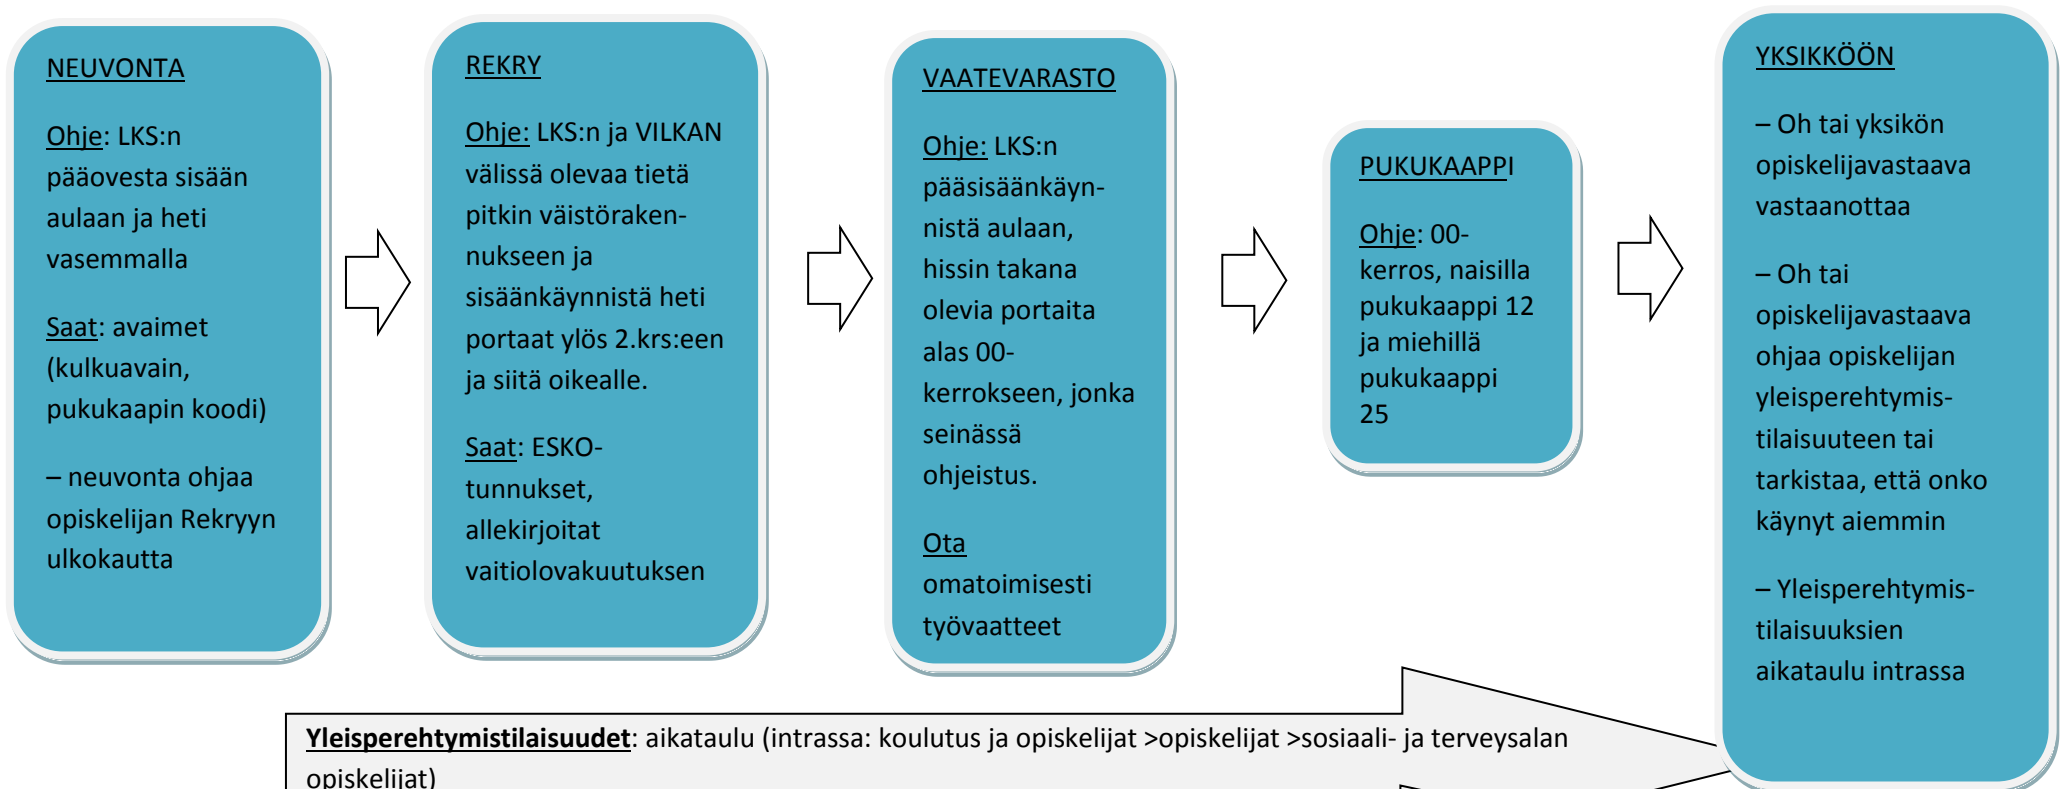 NEUVONTA
Ohje: LKS:n
pääovesta sisään
aulaan ja heti
vasemmalla
Saat: avaimet
(kulkuavain,
pukukaapin koodi)
– neuvonta ohjaa
opiskelijan Rekryyn
ulkokautta
REKRY
Ohje: LKS:n ja VILKAN
välissä olevaa tietä
pitkin väistöraken-
nukseen ja
sisäänkäynnistä heti
portaat ylös 2.krs:een
ja siitä oikealle.
Saat: ESKO-
tunnukset,
allekirjoitat
vaitiolovakuutuksen
VAATEVARASTO
Ohje: LKS:n
pääsisäänkäyn-
nistä aulaan,
hissin takana
olevia portaita
alas 00-
kerrokseen, jonka
seinässä
ohjeistus.
Ota
omatoimisesti
työvaatteet
PUKUKAAPPI
Ohje: 00-
kerros, naisilla
pukukaappi 12
ja miehillä
pukukaappi
25
YKSIKKÖÖN
– Oh tai yksikön
opiskelijavastaava
vastaanottaa
– Oh tai
opiskelijavastaava
ohjaa opiskelijan
yleisperehtymis-
tilaisuuteen tai
tarkistaa, että onko
käynyt aiemmin
– Yleisperehtymis-
tilaisuuksien
aikataulu intrassa
Yleisperehtymistilaisuudet: aikataulu (intrassa: koulutus ja opiskelijat >opiskelijat >sosiaali- ja terveysalan
opiskelijat)